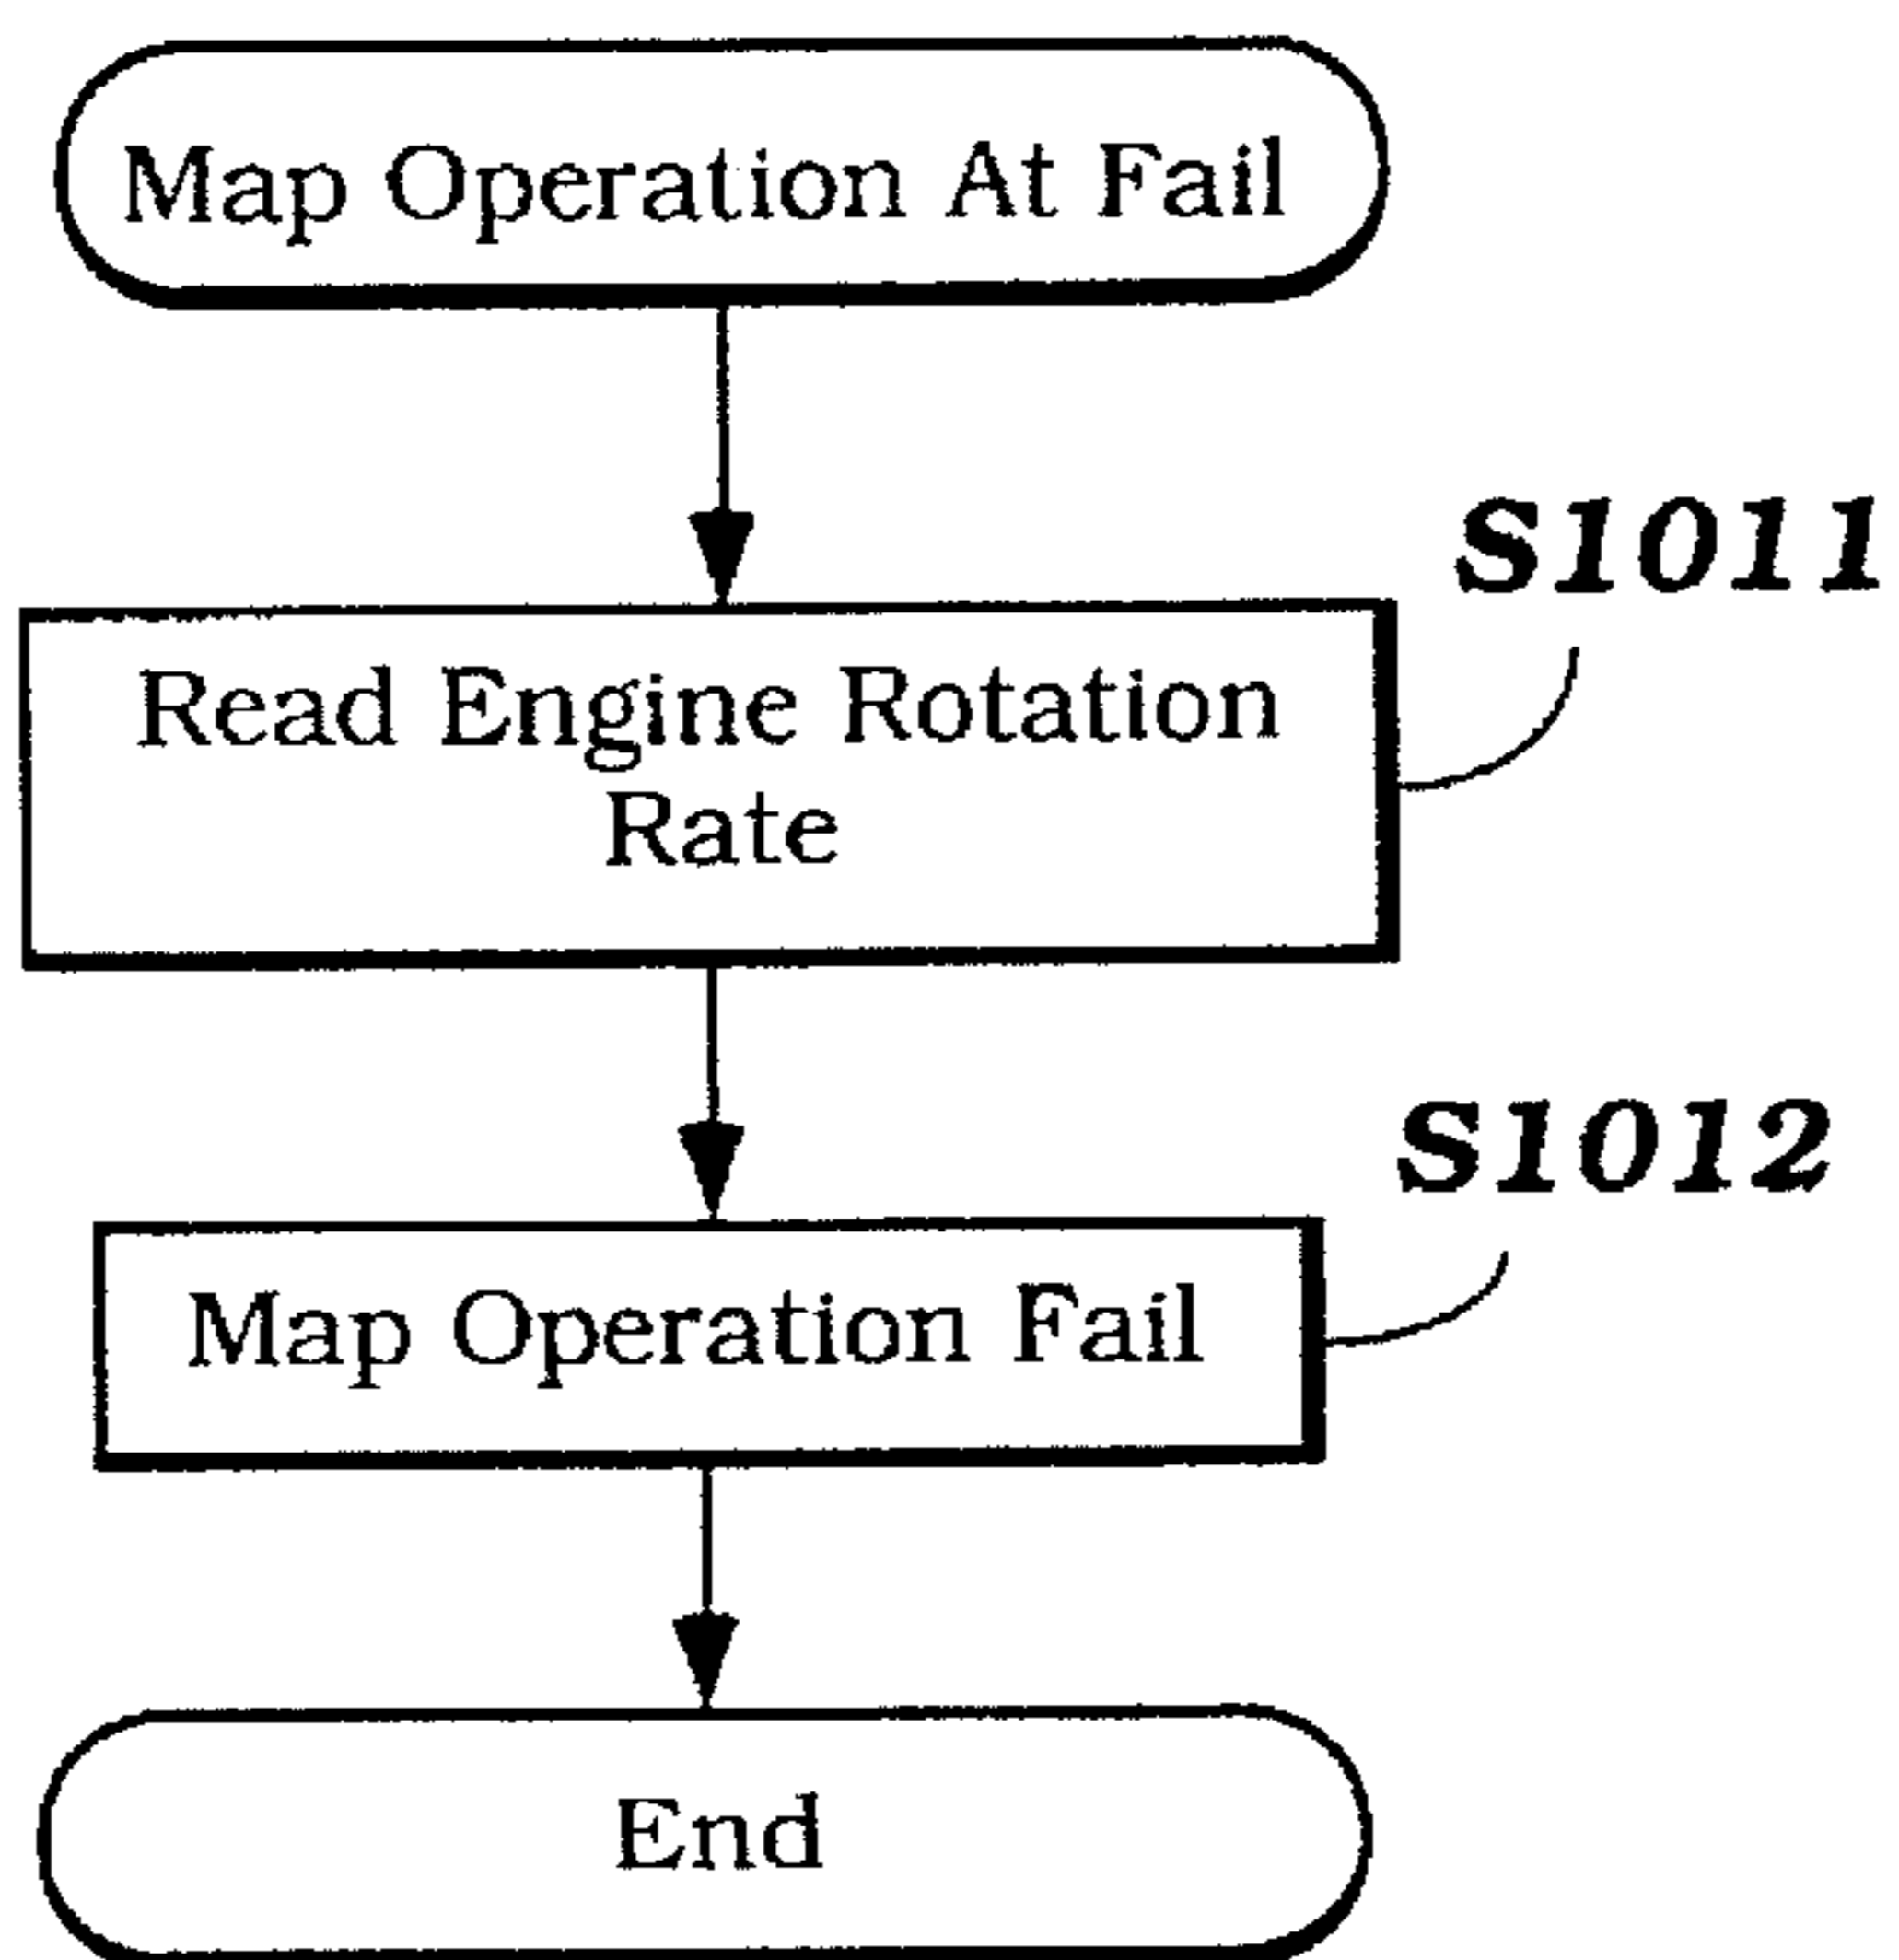 Map Operation At Fail
S1011
Read Engine Rotation
Rate
S1012
Map Operation Fail
End